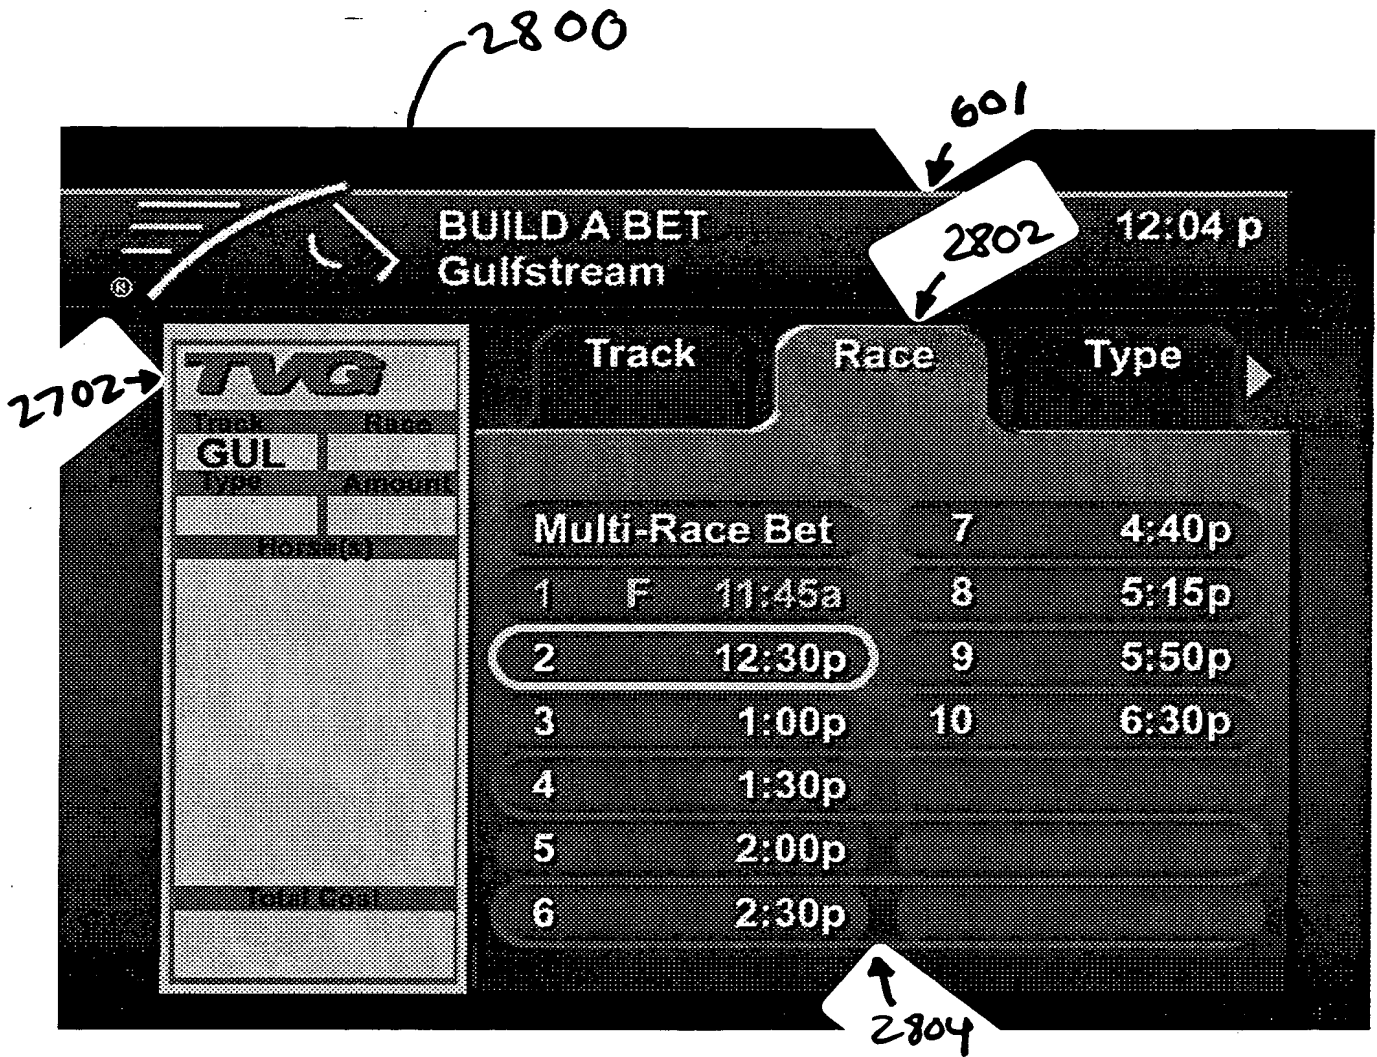 2800
601
BUILD A BET
Gulfstream
2802
12:04 p
®
2702
TVG
Track Race
GUL
Type Amount
Horse(s)
Total Cost
Track Race Type
Multi-Race Bet
1 F 11:45a
2 12:30p
3 1:00p
4 1:30p
5 2:00p
6 2:30p
7 4:40p
8 5:15p
9 5:50p
10 6:30p
2804